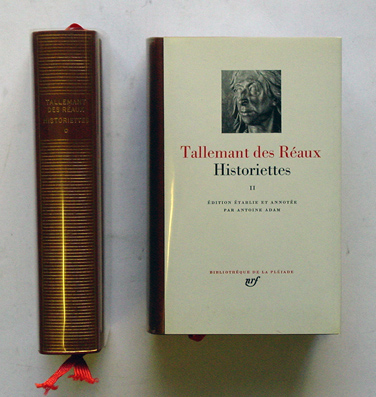 TALLEMANT
DES RÉAUX
HISTORIETTES
Tallemant des Réaux
Historiettes
II
ÉDITION ÉTABLIE ET ANNOTÉE
PAR ANTOINE ADAM
BIBLIOTHÈQUE DE LA PLÉIADE
nrf